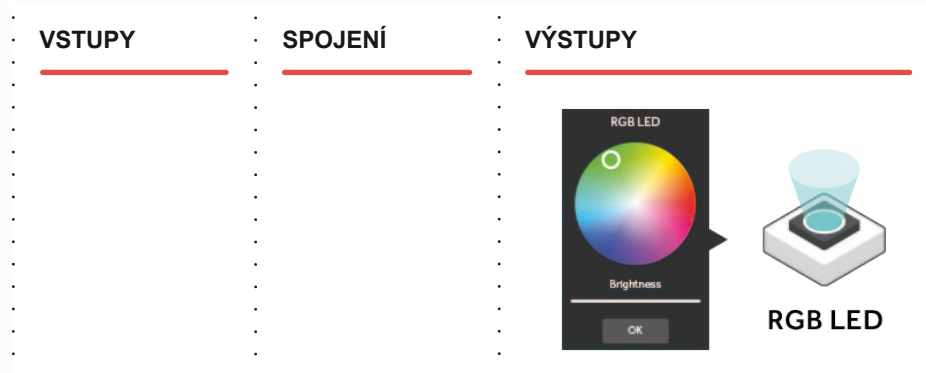 VSTUPY
SPOJENÍ
VÝSTUPY
RGB LED
Brightness
OK
RGB LED